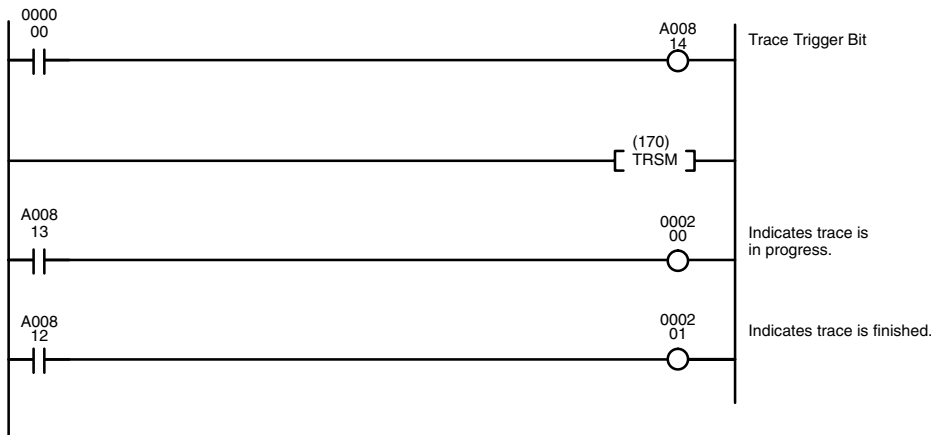 0000
00
A008
14
Trace Trigger Bit
(170)
TRSM
A008
13
0002
00
Indicates trace is
in progress.
A008
12
0002
01
Indicates trace is finished.